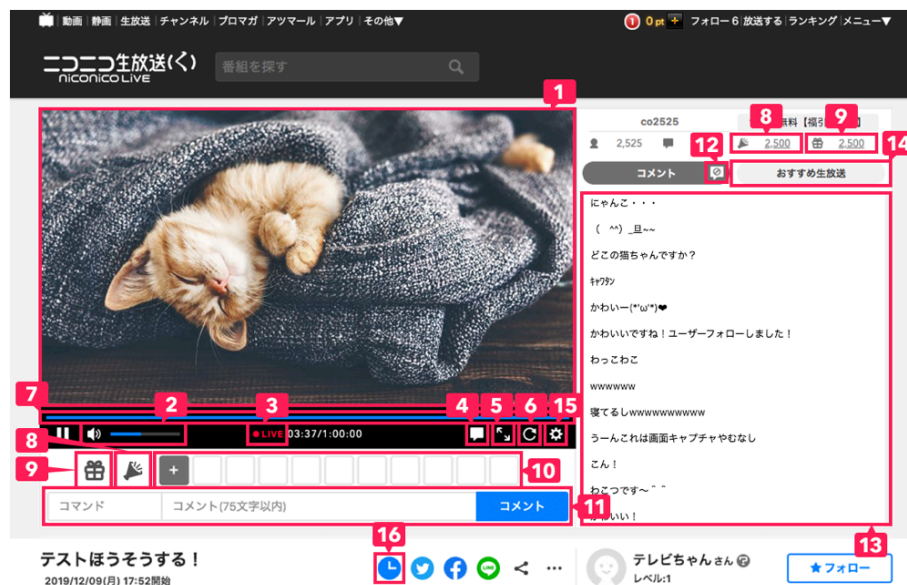 動画 静画 生放送 チャンネル ブロマガ アツマール アプリ その他▼ 1 0 pt + フォロー 6 放送する ランキング メニュー▼
ニコニコ生放送(く)
niconico Live
番組を探す
1
co2525
無料【福引
8
9
2,525
12
2,500
2,500
14
コメント
おすすめ生放送
にゃんこ・・・
( ^^)_旦~~
どこの猫ちゃんですか?
ｷｬﾜﾀﾝ
かわいー(*'ω'*)❤
かわいいですね！ユーザーフォローしました！
わっこわこ
wwwwww
寝てるしwwwwwwwwww
うーんこれは画面キャプチャやむなし
こん！
わこつです～＾＾
かわいい！
13
7
2
3
4
5
6
15
LIVE 03:37/1:00:00
8
9
+
10
コマンド
コメント(75文字以内)
コメント
11
16
テストほうそうする！
2019/12/09(月) 17:52開始
LINE
テレビちゃん さん
レベル:1
★フォロー